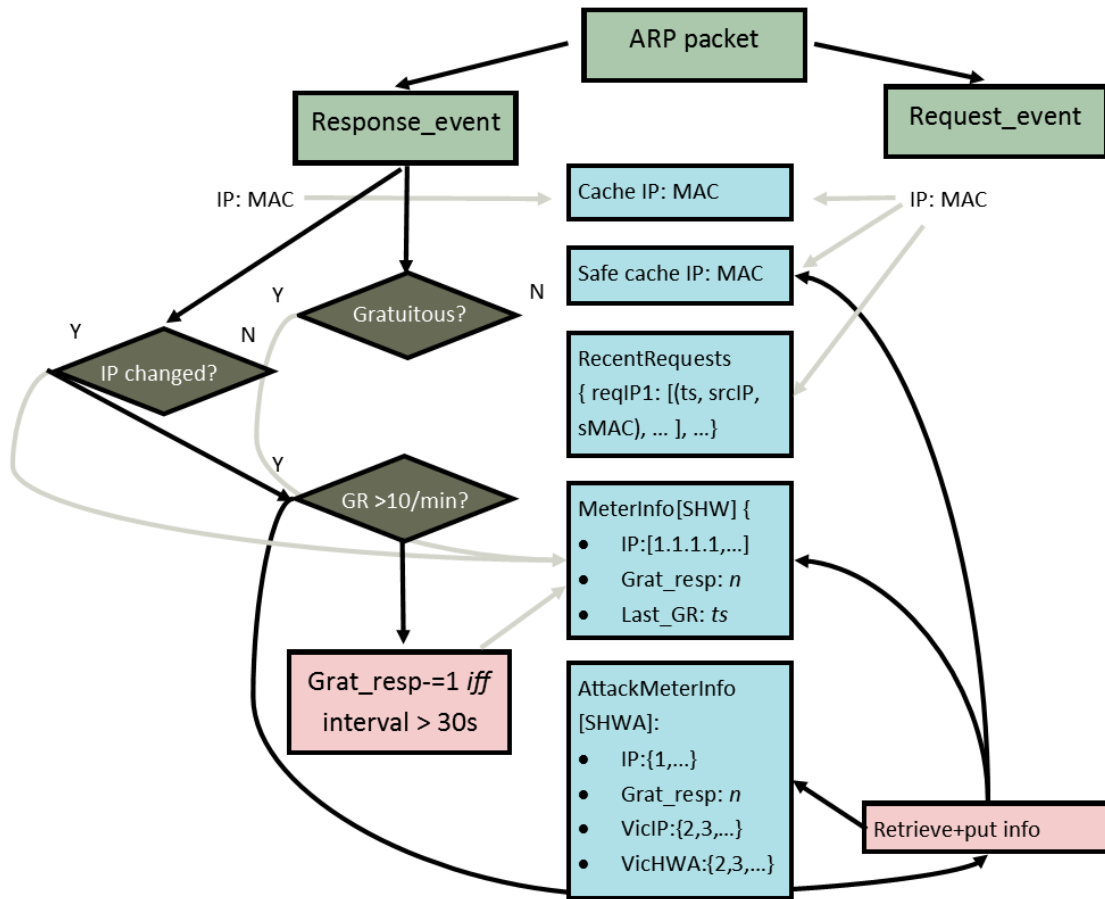 ARP packet
Response_event
Request_event
IP: MAC
Cache IP: MAC
IP: MAC
Safe cache IP: MAC
Y
N
Gratuitous?
Y
N
IP changed?
RecentRequests
{ reqIP1: [(ts, srcIP,
sMAC), ... ], ...}
Y
GR >10/min?
MeterInfo[SHW] {
• IP:[1.1.1.1,...]
• Grat_resp: n
• Last_GR: ts
Grat_resp-=1 iff
interval > 30s
AttackMeterInfo
[SHWA]:
• IP:{1,...}
• Grat_resp: n
• VicIP:{2,3,...}
• VicHWA:{2,3,...}
Retrieve+put info